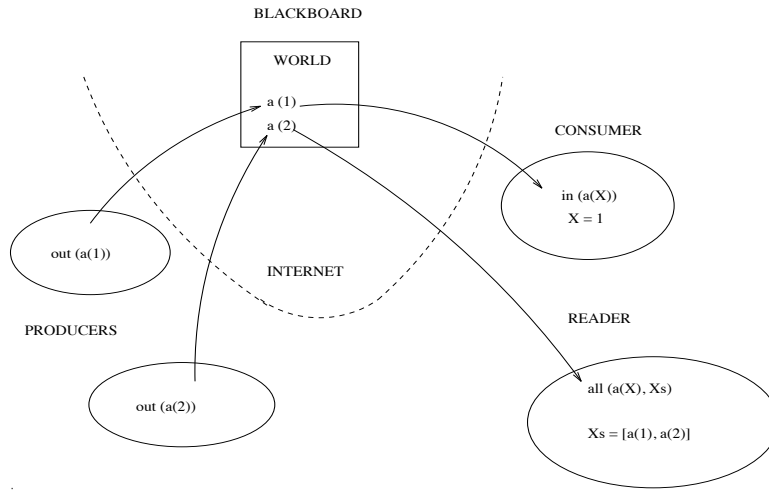 BLACKBOARD
WORLD
a (1)
a (2)
CONSUMER
in (a(X))
X = 1
out (a(1))
INTERNET
PRODUCERS
READER
out (a(2))
all (a(X), Xs)
Xs = [a(1), a(2)]